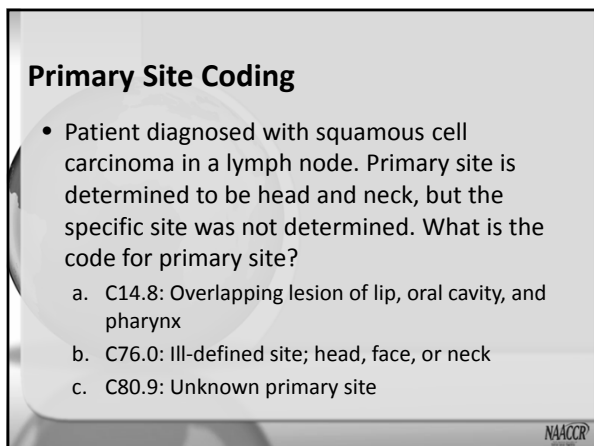 Primary Site Coding
• Patient diagnosed with squamous cell
carcinoma in a lymph node. Primary site is
determined to be head and neck, but the
specific site was not determined. What is the
code for primary site?
a. C14.8: Overlapping lesion of lip, oral cavity, and
pharynx
b. C76.0: Ill-defined site; head, face, or neck
c. C80.9: Unknown primary site
NAACCR